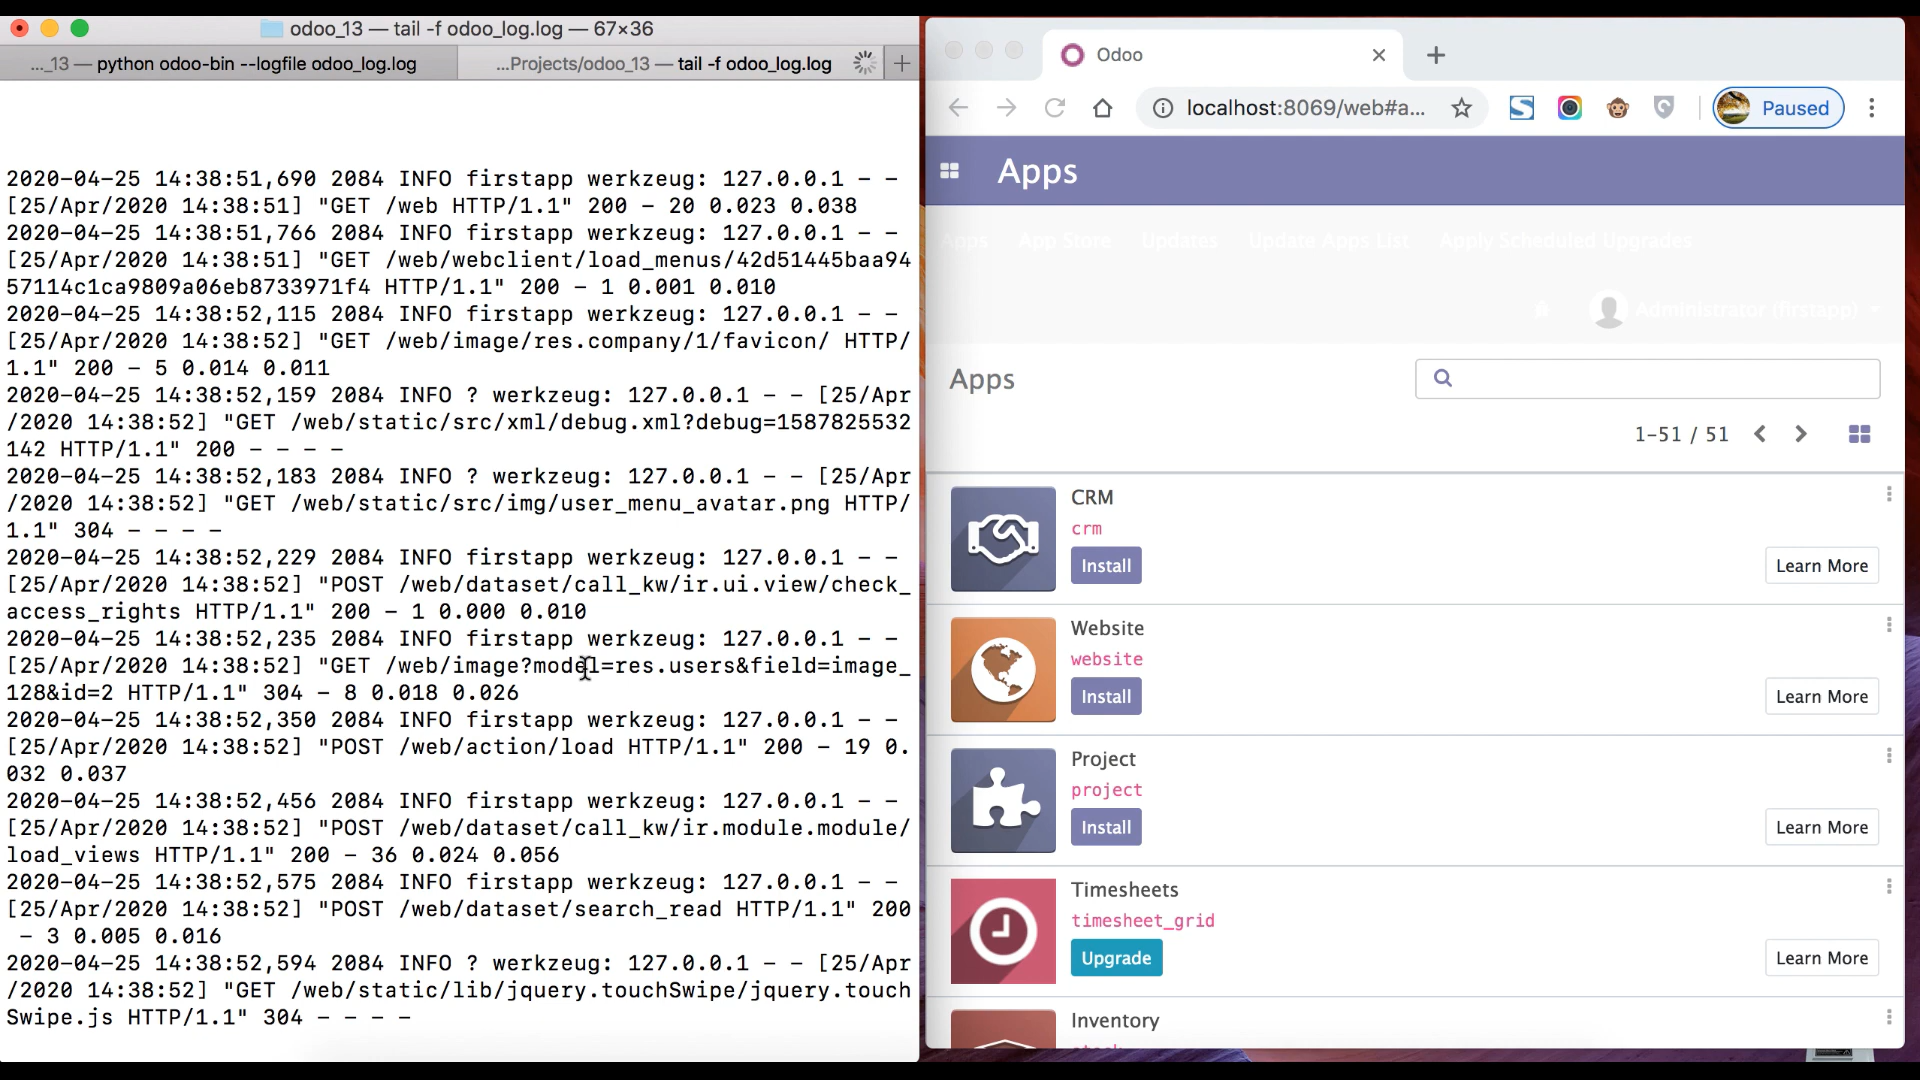 odoo_13 — tail -f odoo_log.log — 67×36
..._13 — python odoo-bin --logfile odoo_log.log
...Projects/odoo_13 — tail -f odoo_log.log
2020-04-25 14:38:51,690 2084 INFO firstapp werkzeug: 127.0.0.1 - -
[25/Apr/2020 14:38:51] "GET /web HTTP/1.1" 200 - 20 0.023 0.038
2020-04-25 14:38:51,766 2084 INFO firstapp werkzeug: 127.0.0.1 - -
[25/Apr/2020 14:38:51] "GET /web/webclient/load_menus/42d51445baa94
57114c1ca9809a06eb8733971f4 HTTP/1.1" 200 - 1 0.001 0.010
2020-04-25 14:38:52,115 2084 INFO firstapp werkzeug: 127.0.0.1 - -
[25/Apr/2020 14:38:52] "GET /web/image/res.company/1/favicon/ HTTP/
1.1" 200 - 5 0.014 0.011
2020-04-25 14:38:52,159 2084 INFO ? werkzeug: 127.0.0.1 - - [25/Apr
/2020 14:38:52] "GET /web/static/src/xml/debug.xml?debug=1587825532
142 HTTP/1.1" 200 - - - -
2020-04-25 14:38:52,183 2084 INFO ? werkzeug: 127.0.0.1 - - [25/Apr
/2020 14:38:52] "GET /web/static/src/img/user_menu_avatar.png HTTP/
1.1" 304 - - - -
2020-04-25 14:38:52,229 2084 INFO firstapp werkzeug: 127.0.0.1 - -
[25/Apr/2020 14:38:52] "POST /web/dataset/call_kw/ir.ui.view/check_
access_rights HTTP/1.1" 200 - 1 0.000 0.010
2020-04-25 14:38:52,235 2084 INFO firstapp werkzeug: 127.0.0.1 - -
[25/Apr/2020 14:38:52] "GET /web/image?model=res.users&field=image_
128&id=2 HTTP/1.1" 304 - 8 0.018 0.026
2020-04-25 14:38:52,350 2084 INFO firstapp werkzeug: 127.0.0.1 - -
[25/Apr/2020 14:38:52] "POST /web/action/load HTTP/1.1" 200 - 19 0.
032 0.037
2020-04-25 14:38:52,456 2084 INFO firstapp werkzeug: 127.0.0.1 - -
[25/Apr/2020 14:38:52] "POST /web/dataset/call_kw/ir.module.module/
load_views HTTP/1.1" 200 - 36 0.024 0.056
2020-04-25 14:38:52,575 2084 INFO firstapp werkzeug: 127.0.0.1 - -
[25/Apr/2020 14:38:52] "POST /web/dataset/search_read HTTP/1.1" 200
- 3 0.005 0.016
2020-04-25 14:38:52,594 2084 INFO ? werkzeug: 127.0.0.1 - - [25/Apr
/2020 14:38:52] "GET /web/static/lib/jquery.touchSwipe/jquery.touch
Swipe.js HTTP/1.1" 304 - - - -
Odoo
localhost:8069/web#a...
Paused
Apps
Apps App Store Updates Update Apps List Apply Scheduled Upgrades
Administrator (firstapp)
Apps
1-51 / 51
CRM
crm
Install
Learn More
Website
website
Install
Learn More
Project
project
Install
Learn More
Timesheets
timesheet_grid
Upgrade
Learn More
Inventory